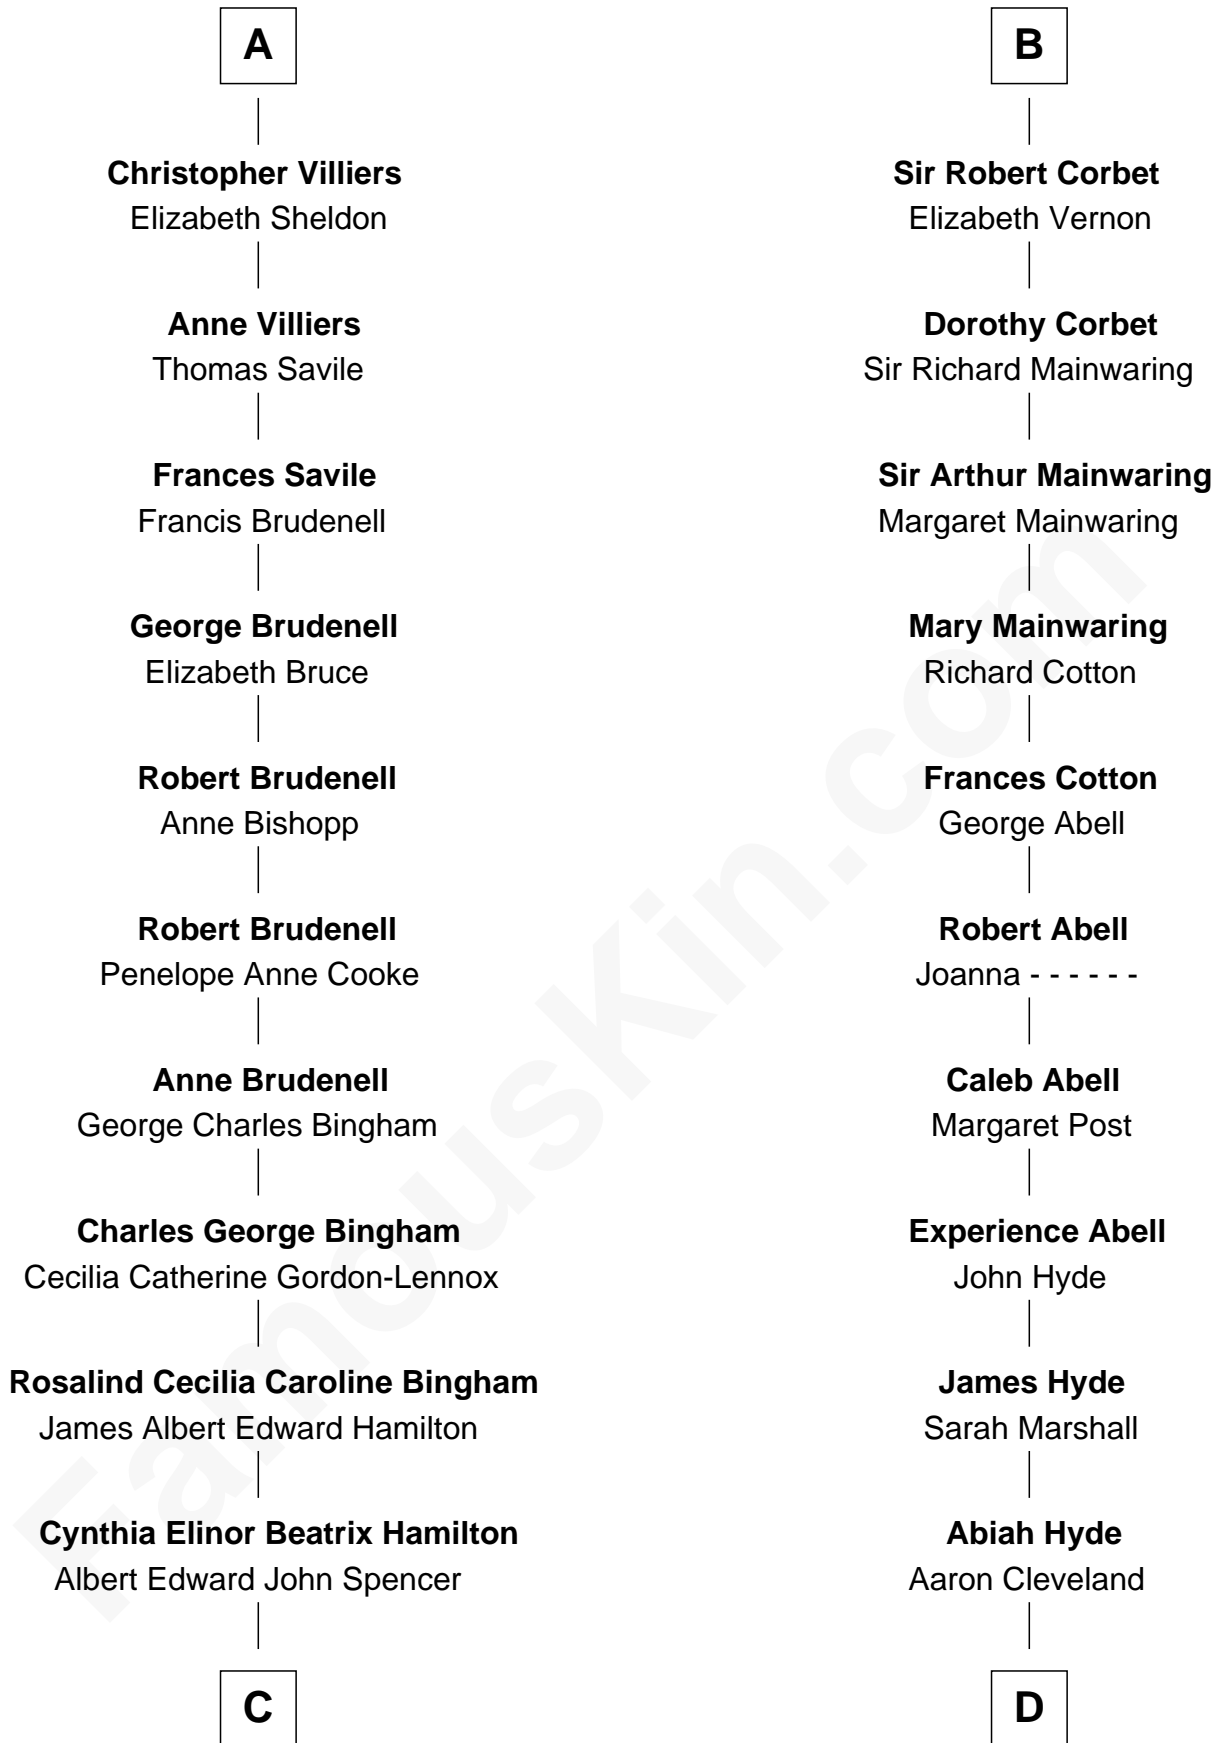 A
Christopher Villiers
Elizabeth Sheldon
Anne Villiers
Thomas Savile
Frances Savile
Francis Brudenell
George Brudenell
Elizabeth Bruce
Robert Brudenell
Anne Bishopp
Robert Brudenell
Penelope Anne Cooke
Anne Brudenell
George Charles Bingham
Charles George Bingham
Cecilia Catherine Gordon-Lennox
Rosalind Cecilia Caroline Bingham
James Albert Edward Hamilton
Cynthia Elinor Beatrix Hamilton
Albert Edward John Spencer
C
B
Sir Robert Corbet
Elizabeth Vernon
Dorothy Corbet
Sir Richard Mainwaring
Sir Arthur Mainwaring
Margaret Mainwaring
Mary Mainwaring
Richard Cotton
Frances Cotton
George Abell
Robert Abell
Joanna - - - - - -
Caleb Abell
Margaret Post
Experience Abell
John Hyde
James Hyde
Sarah Marshall
Abiah Hyde
Aaron Cleveland
D
FamousKin.com